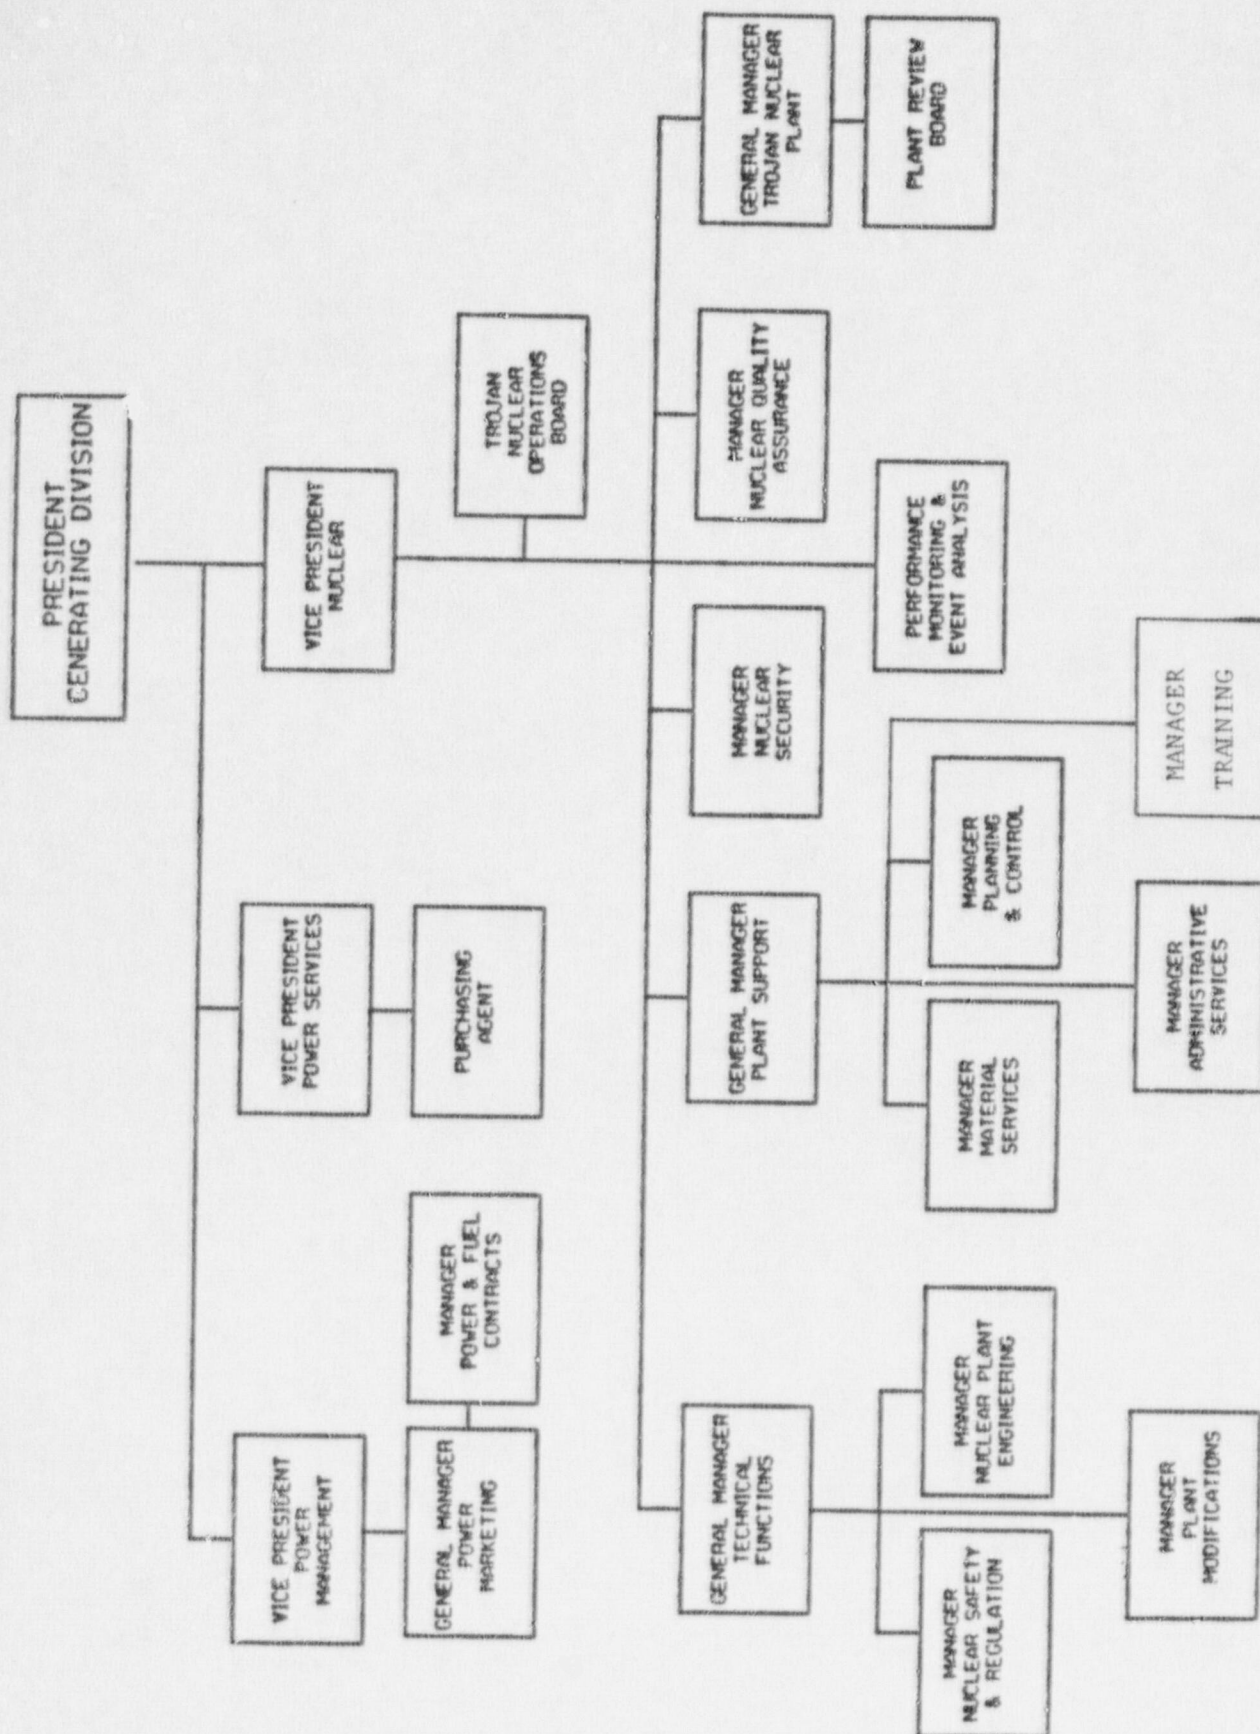 PRESIDENT
GENERATING DIVISION
VICE PRESIDENT
POWER
MANAGEMENT
VICE PRESIDENT
POWER SERVICES
VICE PRESIDENT
NUCLEAR
GENERAL MANAGER
POWER
MARKETING
MANAGER
POWER & FUEL
CONTRACTS
PURCHASING
AGENT
TROJAN
NUCLEAR
OPERATIONS
BOARD
GENERAL MANAGER
TECHNICAL
FUNCTIONS
GENERAL MANAGER
PLANT SUPPORT
MANAGER
NUCLEAR
SECURITY
MANAGER
NUCLEAR QUALITY
ASSURANCE
GENERAL MANAGER
TROJAN NUCLEAR
PLANT
PERFORMANCE
MONITORING &
EVENT ANALYSIS
PLANT REVIEW
BOARD
MANAGER
NUCLEAR SAFETY
& REGULATION
MANAGER
NUCLEAR PLANT
ENGINEERING
MANAGER
MATERIAL
SERVICES
MANAGER
PLANNING
& CONTROL
MANAGER
PLANT
MODIFICATIONS
MANAGER
ADMINISTRATIVE
SERVICES
MANAGER
TRAINING